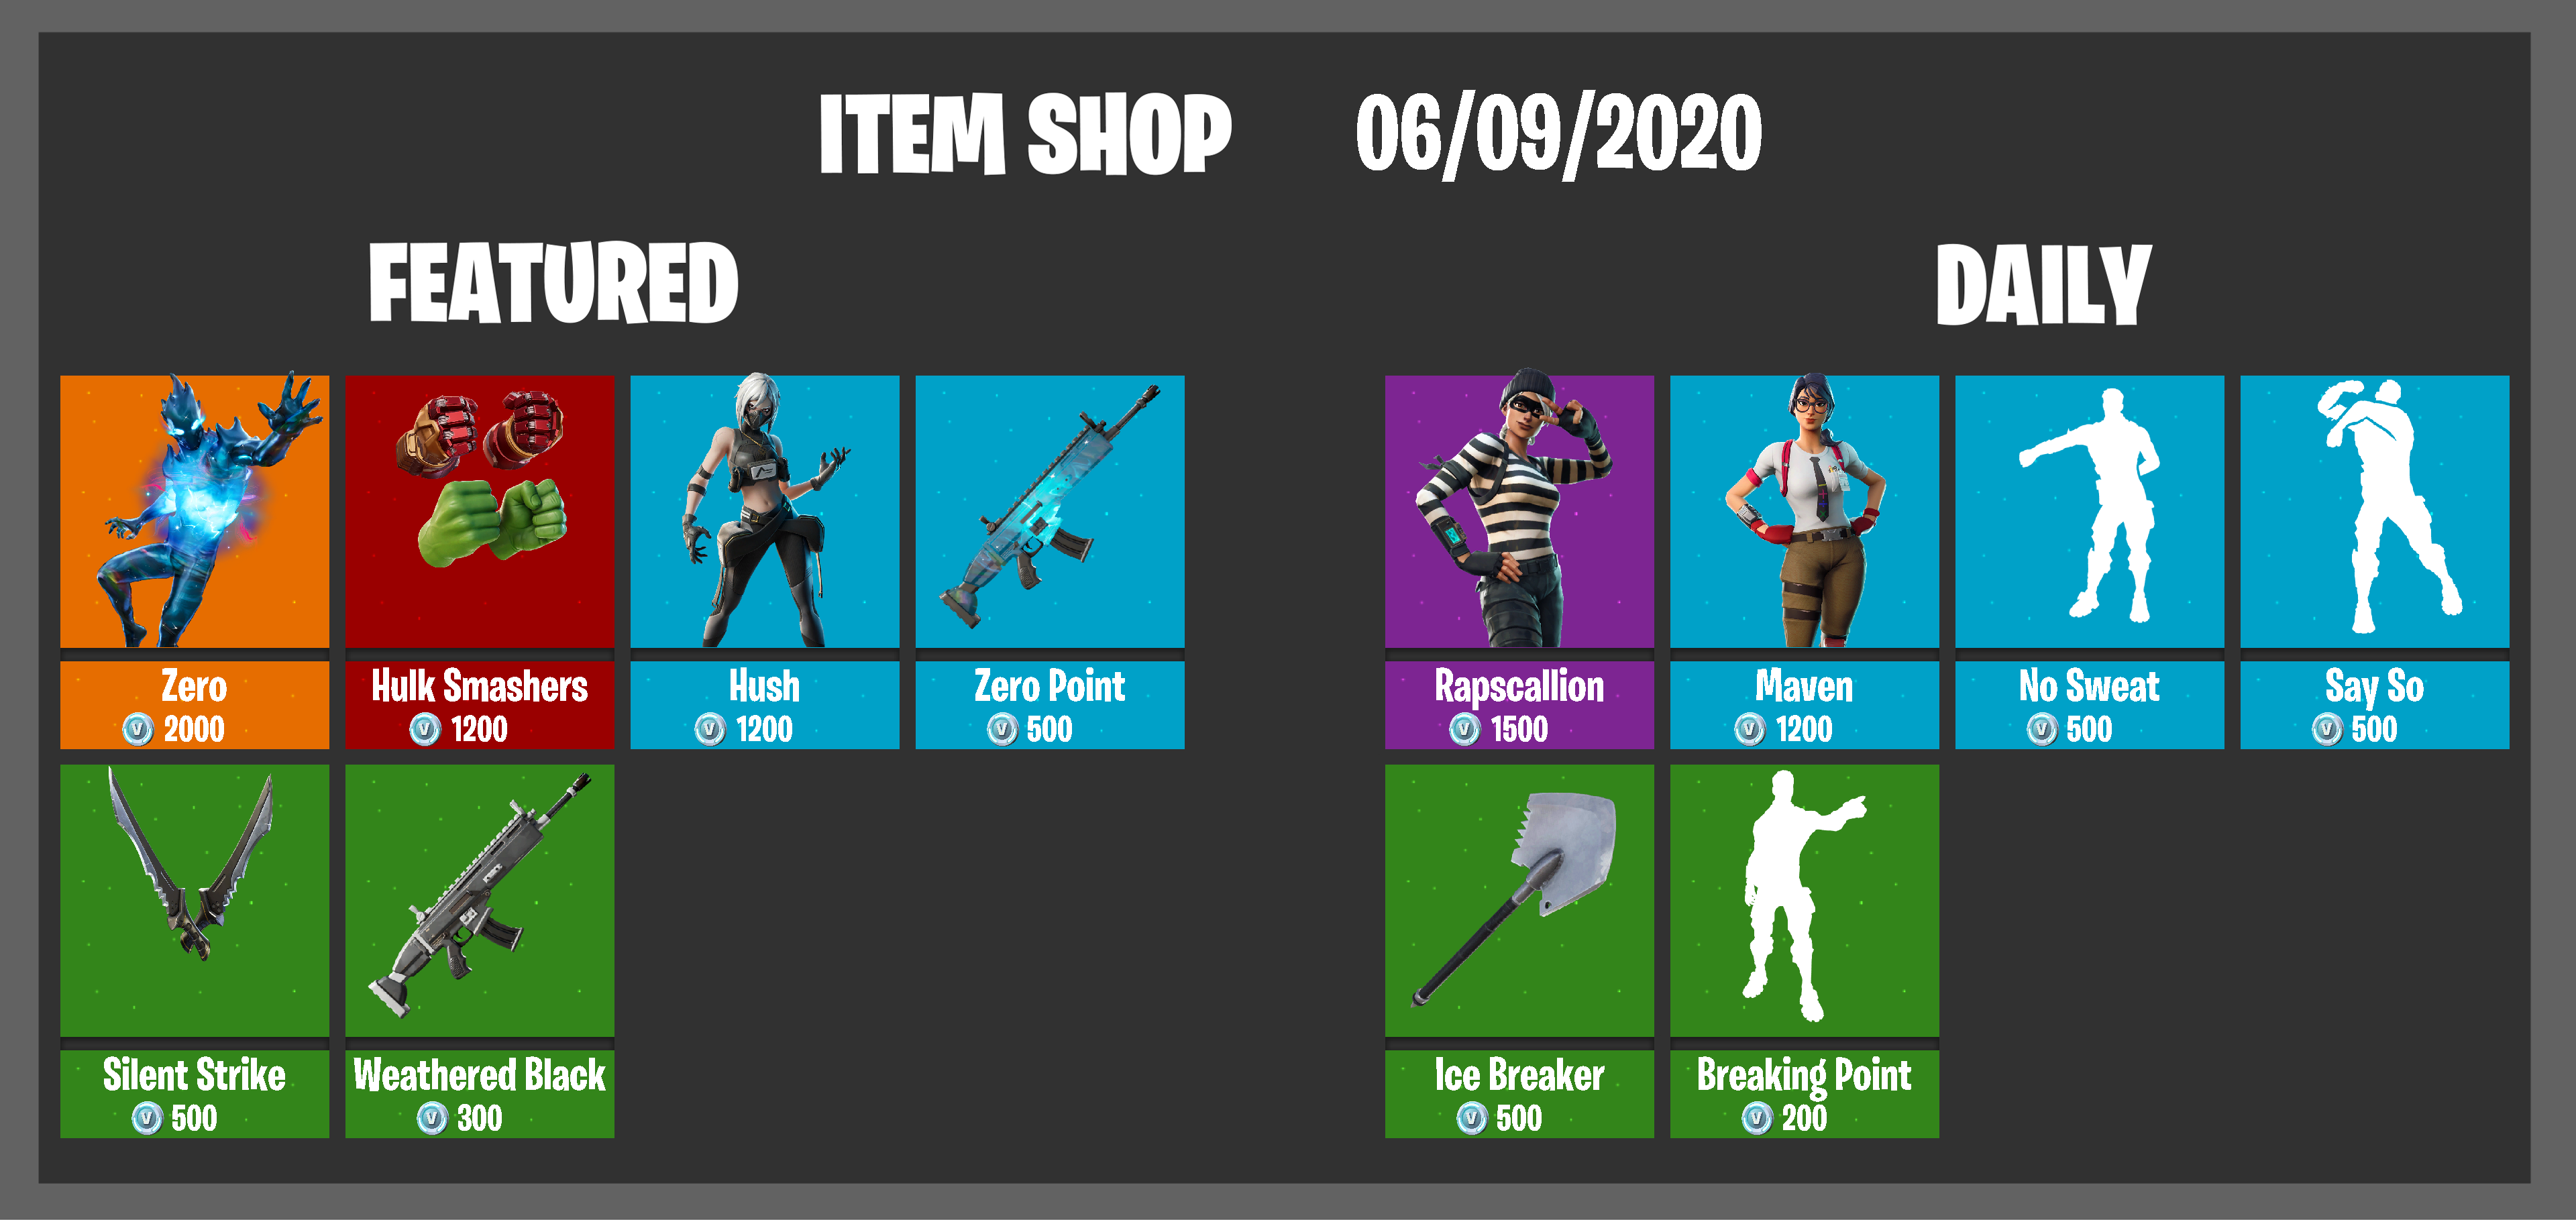 ITEM SHOP 06/09/2020
FEATURED
Zero
2000
Hulk Smashers
1200
Hush
1200
Zero Point
500
Silent Strike
500
Weathered Black
300
DAILY
Rapscallion
1500
Maven
1200
No Sweat
500
Say So
500
Ice Breaker
500
Breaking Point
200